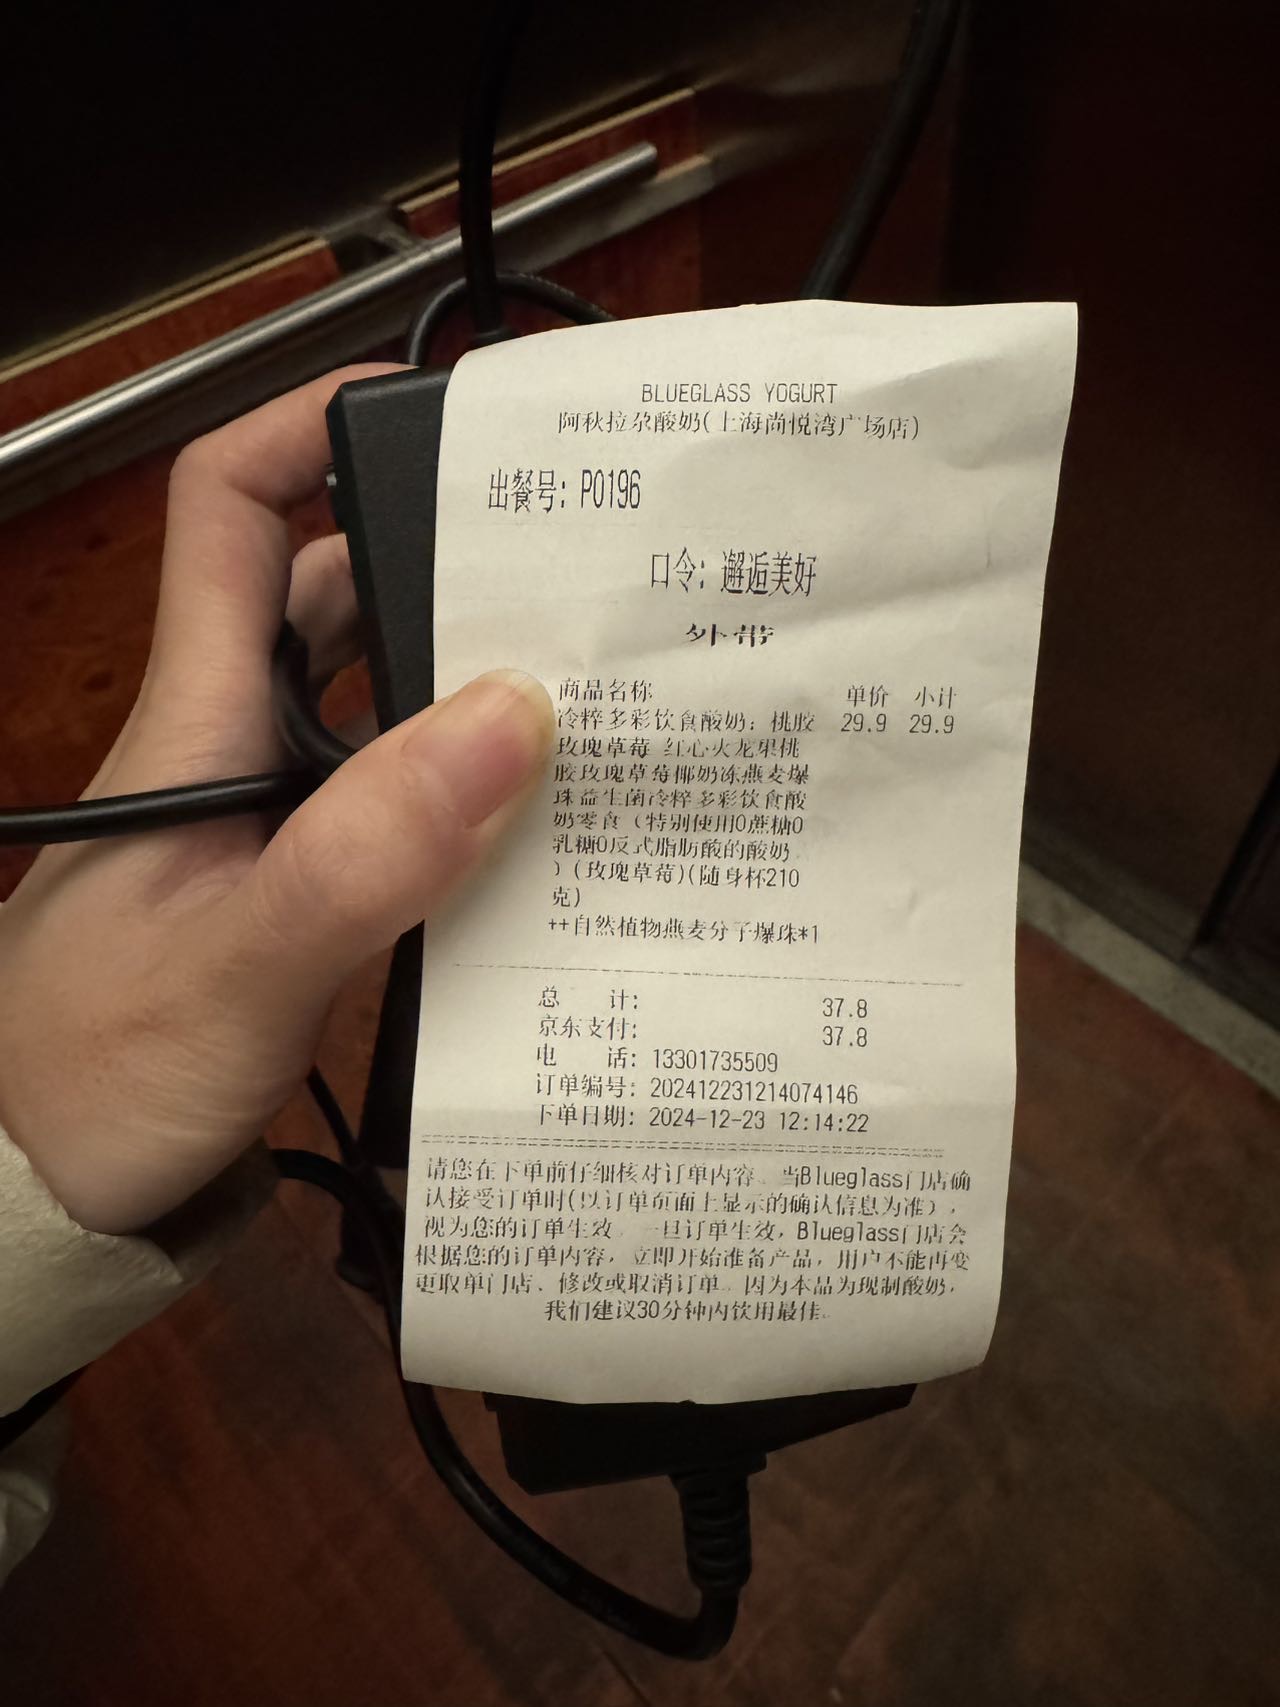 BLUEGLASS YOGURT
阿秋拉尕酸奶(上海尚悦湾广场店)
出餐号: P0196
口令: 邂逅美好
外带
商品名称 单价 小计
冷粹多彩饮食酸奶: 桃胶 29.9 29.9
玫瑰草莓 红心火龙果桃
胶玫瑰草莓椰奶冻燕麦爆
珠益生菌冷粹多彩饮食酸
奶零食（特别使用0蔗糖0
乳糖0反式脂肪酸的酸奶
）(玫瑰草莓)(随身杯210
克)
++自然植物燕麦分子爆珠*1
总 计: 37.8
京东支付: 37.8
电 话: 13301735509
订单编号: 202412231214074146
下单日期: 2024-12-23 12:14:22
请您在下单前仔细核对订单内容。当Blueglass门店确
认接受订单时(以订单页面上显示的确认信息为准),
视为您的订单生效。一旦订单生效, Blueglass门店会
根据您的订单内容, 立即开始准备产品, 用户不能再变
更取单门店、修改或取消订单。因为本品为现制酸奶,
我们建议30分钟内饮用最佳。